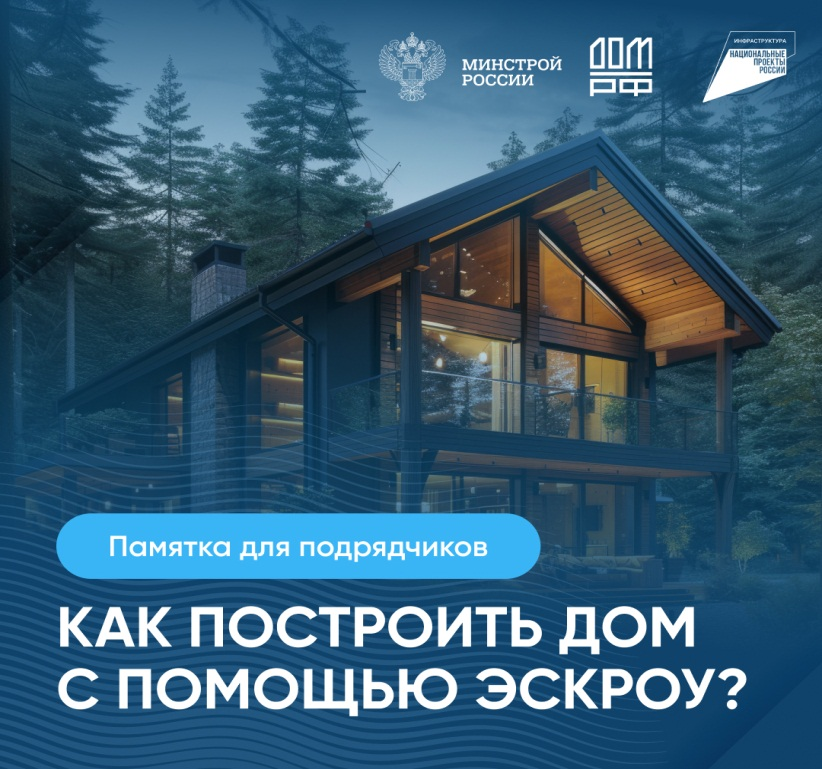 МИНСТРОЙ
РОССИИ
ДОМ
РФ
ИНФРАСТРУКТУРА
НАЦИОНАЛЬНЫЕ
ПРОЕКТЫ
РОССИИ
Памятка для подрядчиков
КАК ПОСТРОИТЬ ДОМ
С ПОМОЩЬЮ ЭСКРОУ?